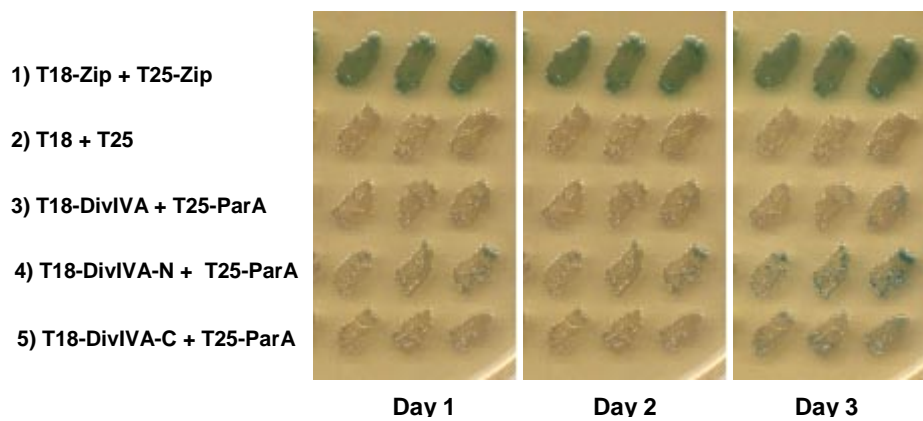 1) T18-Zip + T25-Zip
2) T18 + T25
3) T18-DivIVA + T25-ParA
4) T18-DivIVA-N + T25-ParA
5) T18-DivIVA-C + T25-ParA
Day 1 Day 2 Day 3